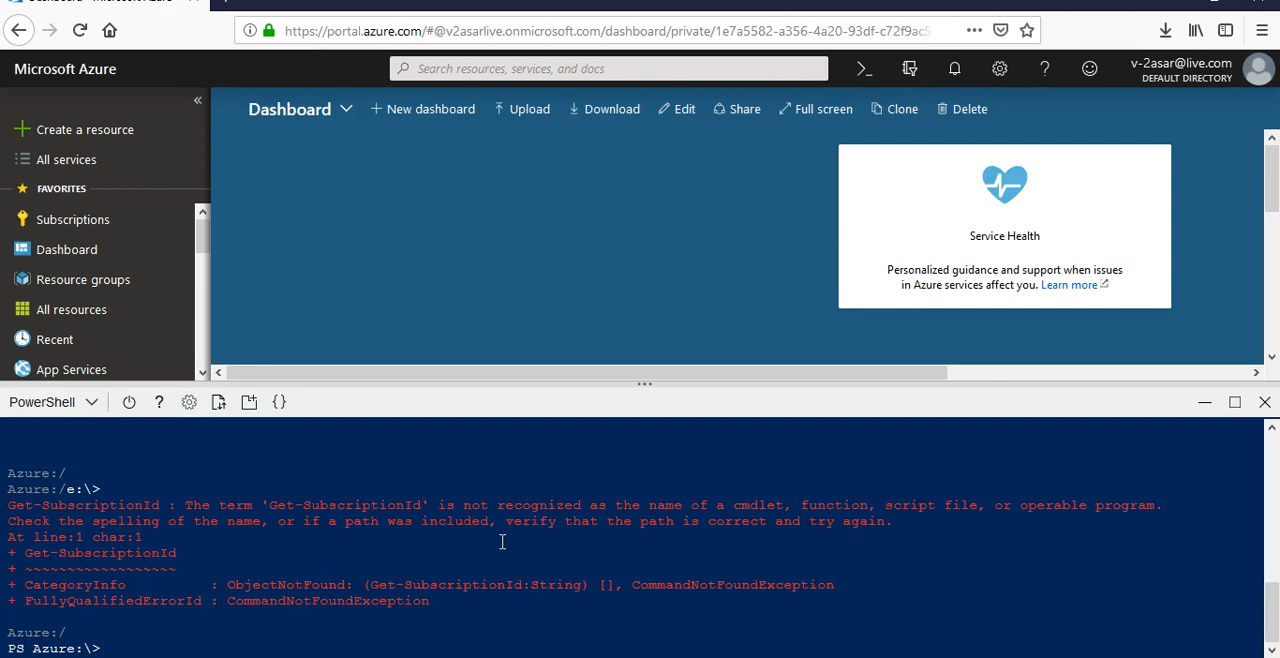 https://portal.azure.com/#@v2asarlive.onmicrosoft.com/dashboard/private/1e7a5582-a356-4a20-93df-c72f9ac5
Microsoft Azure
Search resources, services, and docs
v-2asar@live.com
DEFAULT DIRECTORY
Dashboard
New dashboard
Upload
Download
Edit
Share
Full screen
Clone
Delete
Create a resource
All services
FAVORITES
Subscriptions
Dashboard
Resource groups
All resources
Recent
App Services
Service Health
Personalized guidance and support when issues
in Azure services affect you. Learn more
PowerShell
Azure:/
Azure:/e:\>
Get-SubscriptionId : The term 'Get-SubscriptionId' is not recognized as the name of a cmdlet, function, script file, or operable program.
Check the spelling of the name, or if a path was included, verify that the path is correct and try again.
At line:1 char:1
+ Get-SubscriptionId
+ ~~~~~~~~~~~~~~~~~~
+ CategoryInfo : ObjectNotFound: (Get-SubscriptionId:String) [], CommandNotFoundException
+ FullyQualifiedErrorId : CommandNotFoundException
Azure:/
PS Azure:\>